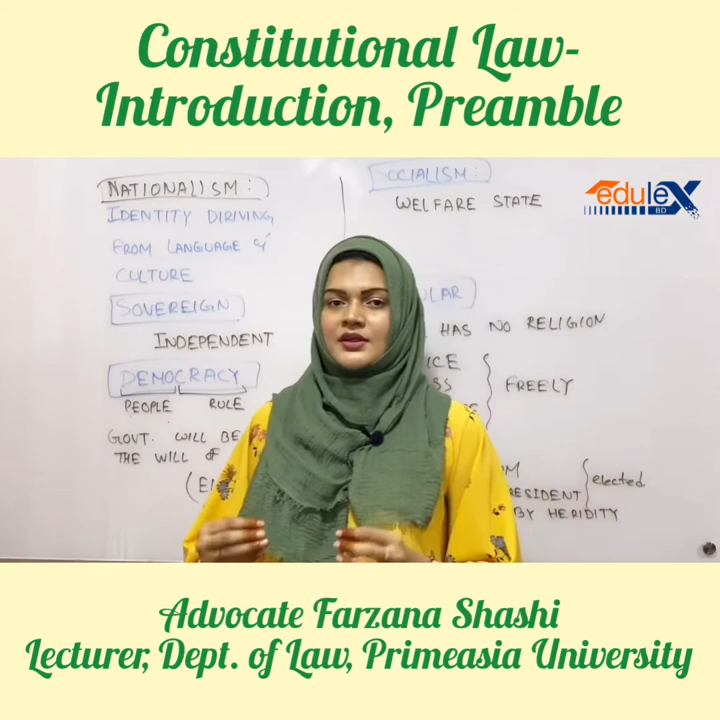 Constitutional Law-
Introduction, Preamble
NATIONALISM :
IDENTITY DIRIVING
FROM LANGUAGE &
CULTURE
SOVEREIGN
INDEPENDENT
DEMOCRACY
PEOPLE RULE
GOVT. WILL BE
THE WILL OF
SOCIALISM :
WELFARE STATE
edulex
BD
HAS NO RELIGION
FREELY
elected
BY HERIDITY
Advocate Farzana Shashi
Lecturer, Dept. of Law, Primeasia University